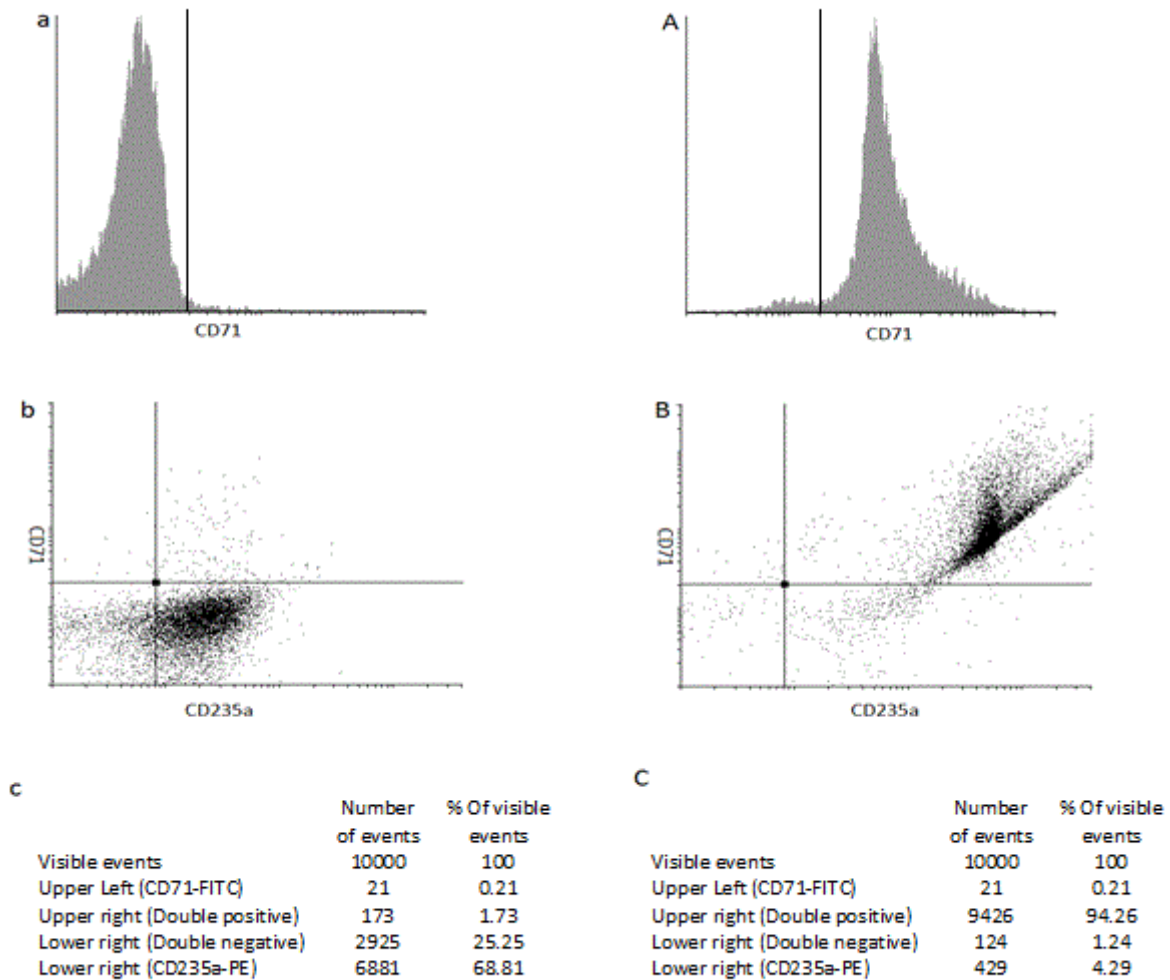 a
CD71
A
CD71
b
CD71
CD235a
B
CD71
CD235a
c
Number of events % Of visible events
Visible events 10000 100
Upper Left (CD71-FITC) 21 0.21
Upper right (Double positive) 173 1.73
Lower right (Double negative) 2925 25.25
Lower right (CD235a-PE) 6881 68.81
C
Number of events % Of visible events
Visible events 10000 100
Upper Left (CD71-FITC) 21 0.21
Upper right (Double positive) 9426 94.26
Lower right (Double negative) 124 1.24
Lower right (CD235a-PE) 429 4.29